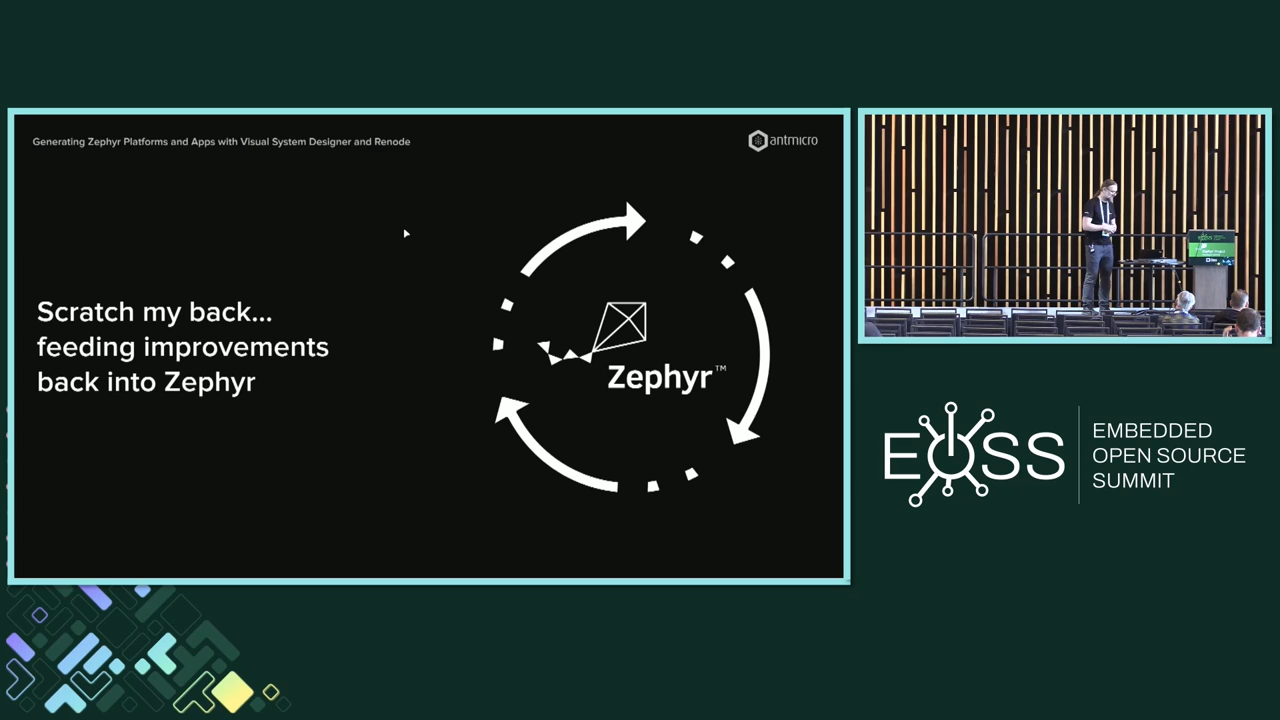 Generating Zephyr Platforms and Apps with Visual System Designer and Renode
antmicro
Scratch my back...
feeding improvements
back into Zephyr
Zephyr™
EOSS
EMBEDDED
OPEN SOURCE
SUMMIT